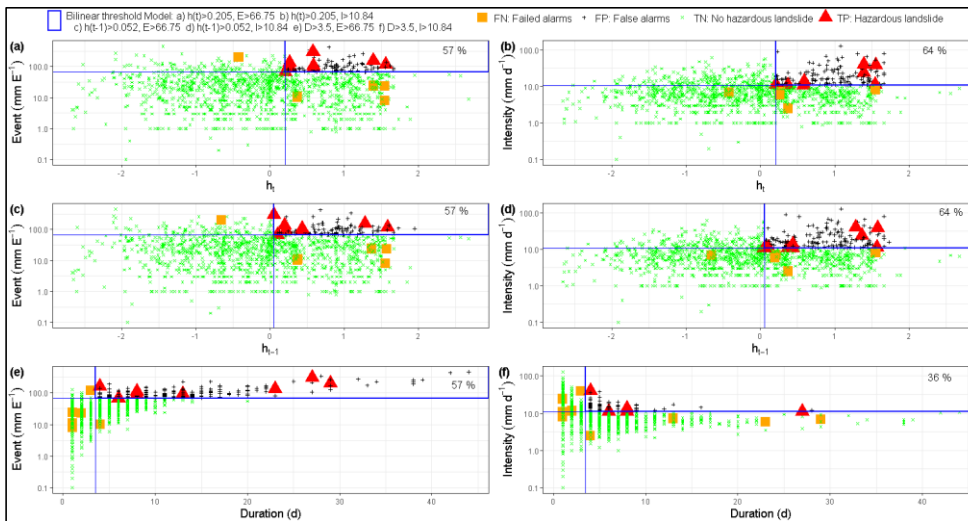 Bilinear threshold Model: a) h(t)>0.205, E>66.75 b) h(t)>0.205, I>10.84
c) h(t-1)>0.052, E>66.75 d) h(t-1)>0.052, I>10.84 e) D>3.5, E>66.75 f) D>3.5, I>10.84
FN: Failed alarms FP: False alarms TN: No hazardous landslide TP: Hazardous landslide
(a) 57 %
Event (mm E⁻¹)
100.0
10.0
1.0
0.1
-2 -1 0 1 2
hₜ
(b) 64 %
Intensity (mm d⁻¹)
100.0
10.0
1.0
0.1
-2 -1 0 1 2
hₜ
(c) 57 %
Event (mm E⁻¹)
100.0
10.0
1.0
0.1
-2 -1 0 1 2
hₜ₋₁
(d) 64 %
Intensity (mm d⁻¹)
100.0
10.0
1.0
0.1
-2 -1 0 1 2
hₜ₋₁
(e) 57 %
Event (mm E⁻¹)
100.0
10.0
1.0
0.1
0 10 20 30 40
Duration (d)
(f) 36 %
Intensity (mm d⁻¹)
100.0
10.0
1.0
0.1
0 10 20 30 40
Duration (d)